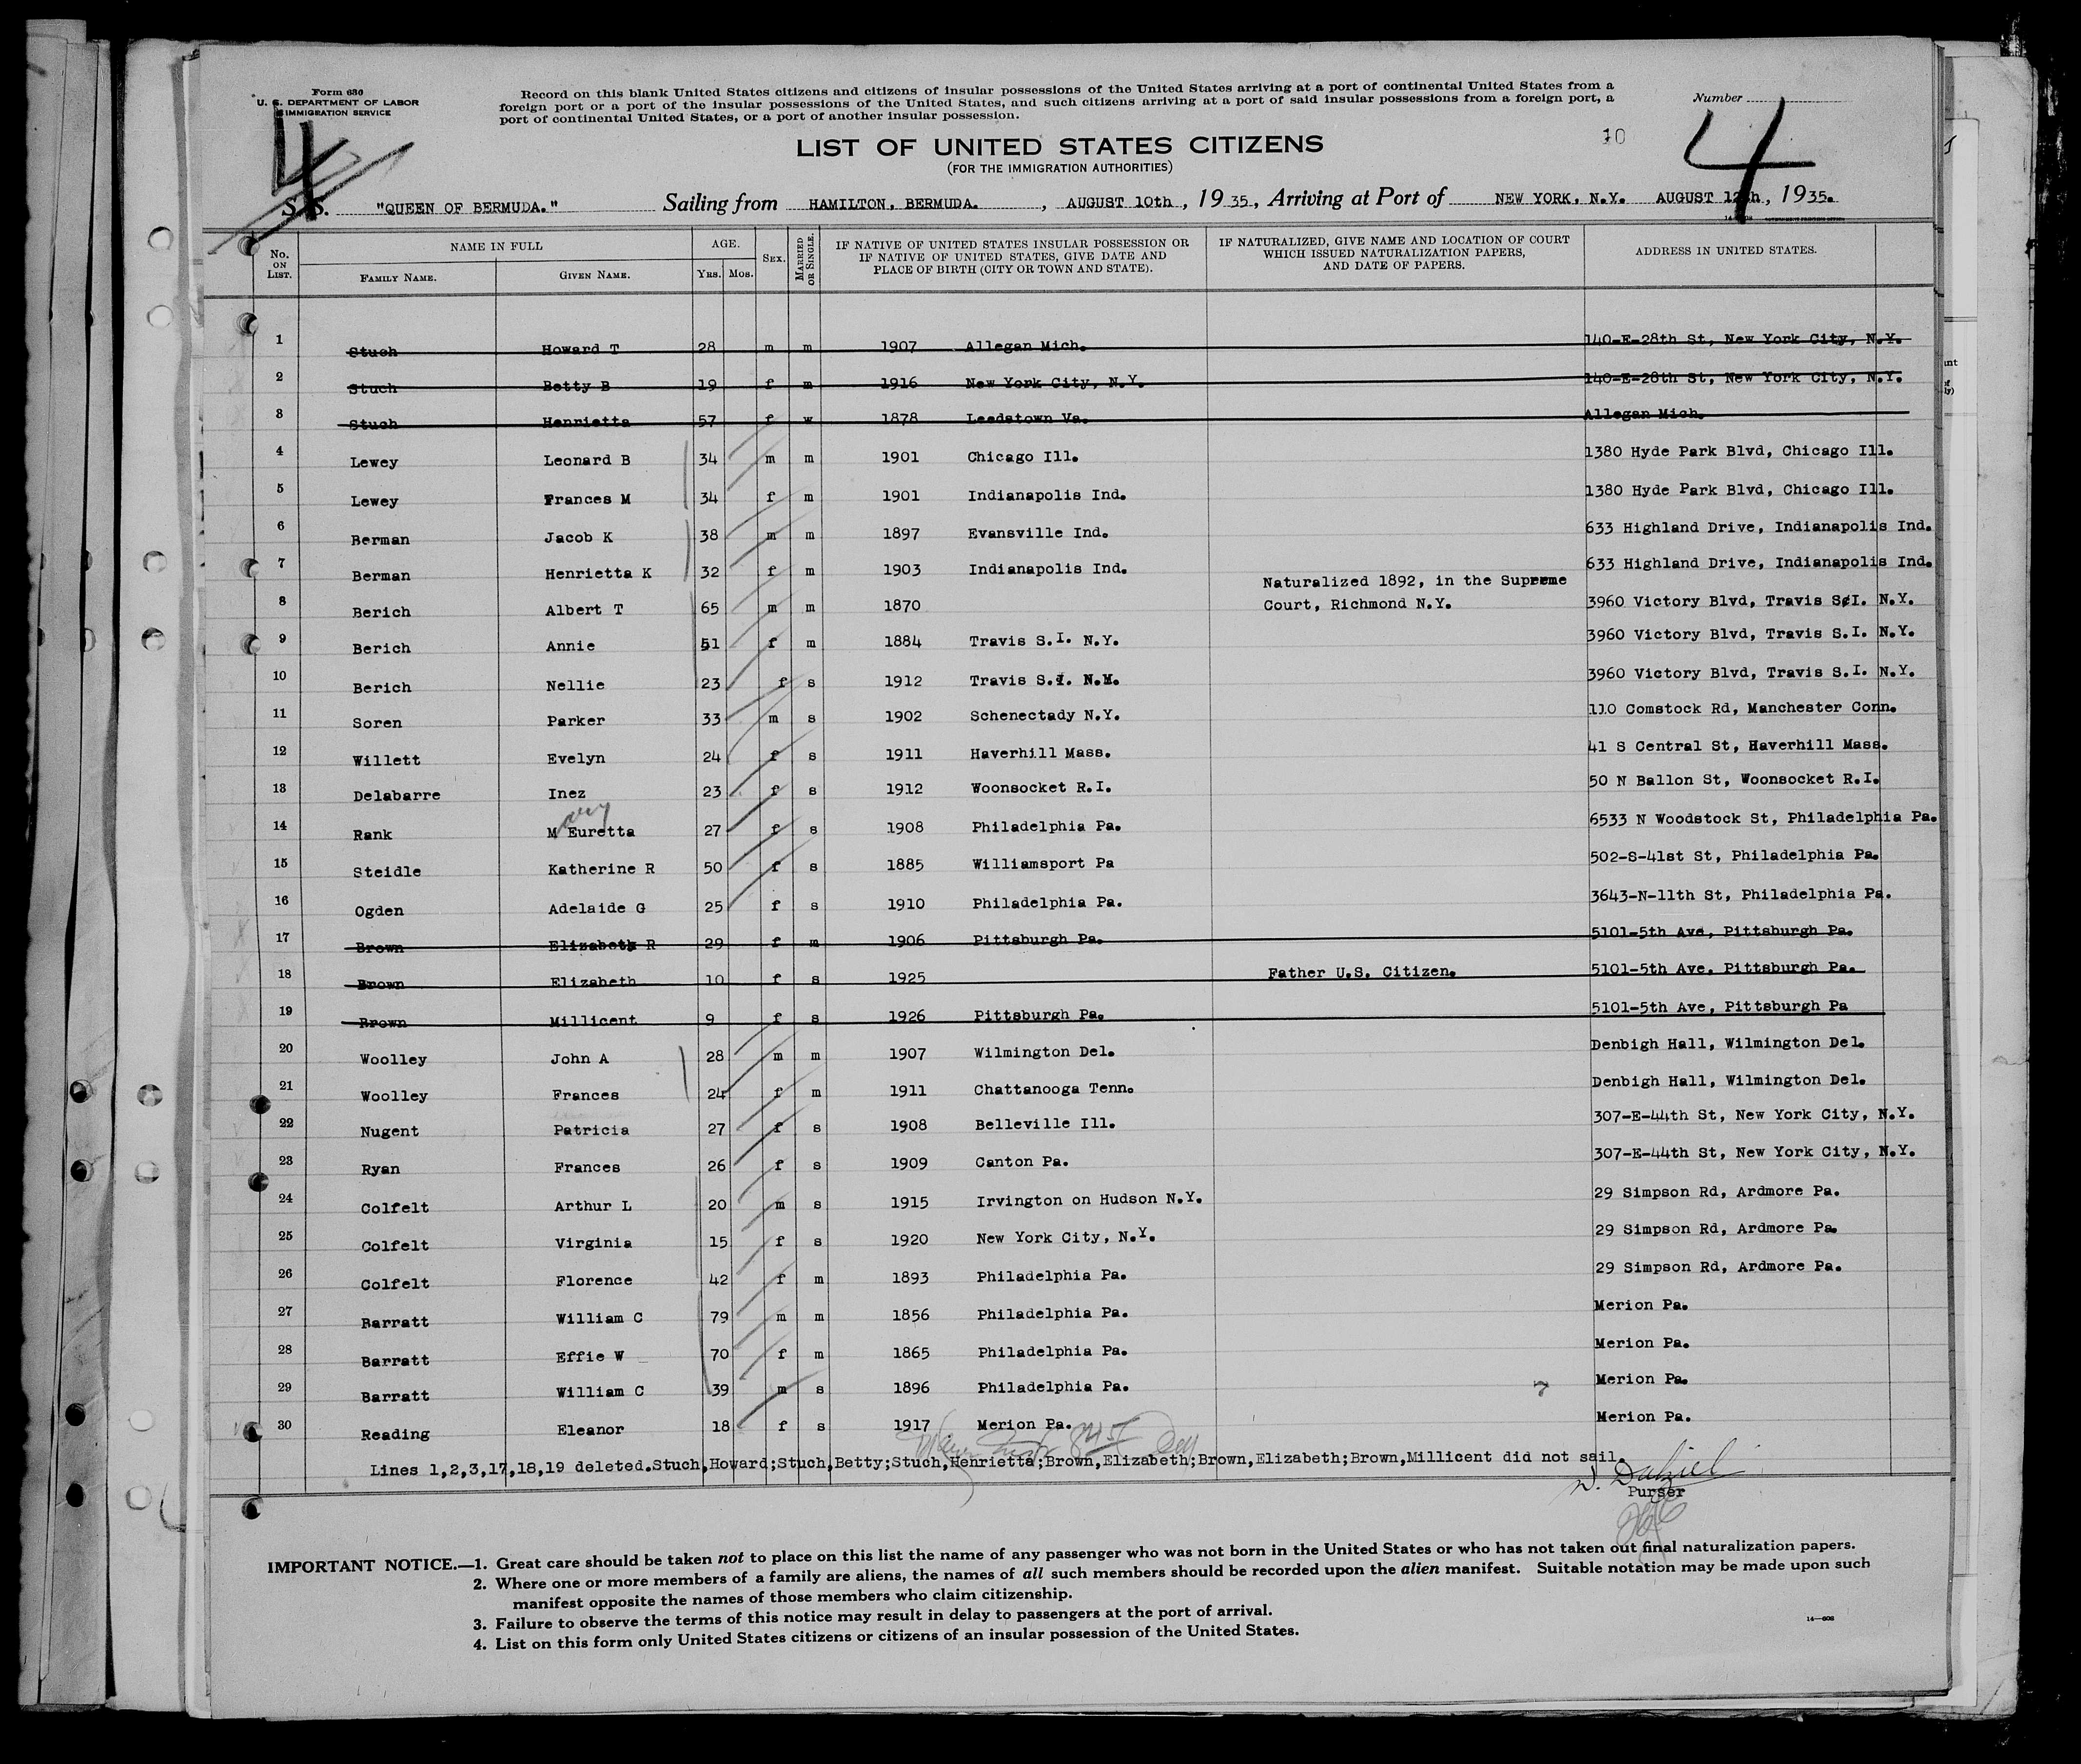 Form 630
U. S. DEPARTMENT OF LABOR
IMMIGRATION SERVICE
Record on this blank United States citizens and citizens of insular possessions of the United States arriving at a port of continental United States from a
foreign port or a port of the insular possessions of the United States, and such citizens arriving at a port of said insular possessions from a foreign port, a
port of continental United States, or a port of another insular possession.
Number
4
10
4
LIST OF UNITED STATES CITIZENS
(FOR THE IMMIGRATION AUTHORITIES)
S. S. "QUEEN OF BERMUDA." Sailing from HAMILTON, BERMUDA. , AUGUST 10th , 1935, Arriving at Port of NEW YORK, N.Y. AUGUST 12th, 1935.
No. ON LIST. NAME IN FULL FAMILY NAME. GIVEN NAME. AGE. YRS. MOS. SEX. MARRIED OR SINGLE. IF NATIVE OF UNITED STATES INSULAR POSSESSION OR IF NATIVE OF UNITED STATES, GIVE DATE AND PLACE OF BIRTH (CITY OR TOWN AND STATE). IF NATURALIZED, GIVE NAME AND LOCATION OF COURT WHICH ISSUED NATURALIZATION PAPERS, AND DATE OF PAPERS. ADDRESS IN UNITED STATES.
1 Stuch Howard T 28 m m 1907 Allegan Mich. 140-E-28th St, New York City, N.Y.
2 Stuch Betty B 19 f m 1916 New York City, N.Y. 140-E-28th St, New York City, N.Y.
3 Stuch Henrietta 57 f w 1878 Leedstown Va. Allegan Mich.
4 Lewey Leonard B 34 m m 1901 Chicago Ill. 1380 Hyde Park Blvd, Chicago Ill.
5 Lewey Frances M 34 f m 1901 Indianapolis Ind. 1380 Hyde Park Blvd, Chicago Ill.
6 Berman Jacob K 38 m m 1897 Evansville Ind. 633 Highland Drive, Indianapolis Ind.
7 Berman Henrietta K 32 f m 1903 Indianapolis Ind. 633 Highland Drive, Indianapolis Ind.
Naturalized 1892, in the Supreme
8 Berich Albert T 65 m m 1870 Court, Richmond N.Y. 3960 Victory Blvd, Travis S.I. N.Y.
9 Berich Annie 51 f m 1884 Travis S.I. N.Y. 3960 Victory Blvd, Travis S.I. N.Y.
10 Berich Nellie 23 f s 1912 Travis S.I. N.Y. 3960 Victory Blvd, Travis S.I. N.Y.
11 Soren Parker 33 m s 1902 Schenectady N.Y. 110 Comstock Rd, Manchester Conn.
12 Willett Evelyn 24 f s 1911 Haverhill Mass. 41 S Central St, Haverhill Mass.
13 Delabarre Inez 23 f s 1912 Woonsocket R.I. 50 N Ballon St, Woonsocket R.I.
ary
14 Rank M Euretta 27 f s 1908 Philadelphia Pa. 6533 N Woodstock St, Philadelphia Pa.
15 Steidle Katherine R 50 f s 1885 Williamsport Pa 502-S-41st St, Philadelphia Pa.
16 Ogden Adelaide G 25 f s 1910 Philadelphia Pa. 3643-N-11th St, Philadelphia Pa.
17 Brown Elizabeth R 29 f m 1906 Pittsburgh Pa. 5101-5th Ave, Pittsburgh Pa.
18 Brown Elizabeth 10 f s 1925 Father U.S. Citizen. 5101-5th Ave, Pittsburgh Pa.
19 Brown Millicent 9 f s 1926 Pittsburgh Pa. 5101-5th Ave, Pittsburgh Pa
20 Woolley John A 28 m m 1907 Wilmington Del. Denbigh Hall, Wilmington Del.
21 Woolley Frances 24 f m 1911 Chattanooga Tenn. Denbigh Hall, Wilmington Del.
22 Nugent Patricia 27 f s 1908 Belleville Ill. 307-E-44th St, New York City, N.Y.
23 Ryan Frances 26 f s 1909 Canton Pa. 307-E-44th St, New York City, N.Y.
24 Colfelt Arthur L 20 m s 1915 Irvington on Hudson N.Y. 29 Simpson Rd, Ardmore Pa.
25 Colfelt Virginia 15 f s 1920 New York City, N.Y. 29 Simpson Rd, Ardmore Pa.
26 Colfelt Florence 42 f m 1893 Philadelphia Pa. 29 Simpson Rd, Ardmore Pa.
27 Barratt William C 79 m m 1856 Philadelphia Pa. Merion Pa.
28 Barratt Effie W 70 f m 1865 Philadelphia Pa. Merion Pa.
29 Barratt William C 39 m s 1896 Philadelphia Pa. 7 Merion Pa.
30 Reading Eleanor 18 f s 1917 Merion Pa. Merion Pa.
Lines 1,2,3,17,18,19 deleted.Stuch,Howard;Stuch,Betty;Stuch,Henrietta;Brown,Elizabeth;Brown,Elizabeth;Brown,Millicent did not sail.
Purser
IMPORTANT NOTICE.—1. Great care should be taken not to place on this list the name of any passenger who was not born in the United States or who has not taken out final naturalization papers.
2. Where one or more members of a family are aliens, the names of all such members should be recorded upon the alien manifest. Suitable notation may be made upon such
manifest opposite the names of those members who claim citizenship.
3. Failure to observe the terms of this notice may result in delay to passengers at the port of arrival.
4. List on this form only United States citizens or citizens of an insular possession of the United States.
14—608